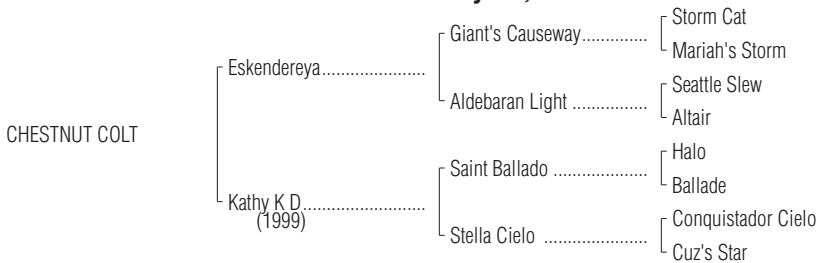 Storm Cat
Giant's Causeway..............
Mariah's Storm
Eskendereya......................
Seattle Slew
Aldebaran Light ................
Altair
CHESTNUT COLT
Halo
Saint Ballado ....................
Ballade
Kathy K D..........................
(1999)
Conquistador Cielo
Stella Cielo ......................
Cuz's Star